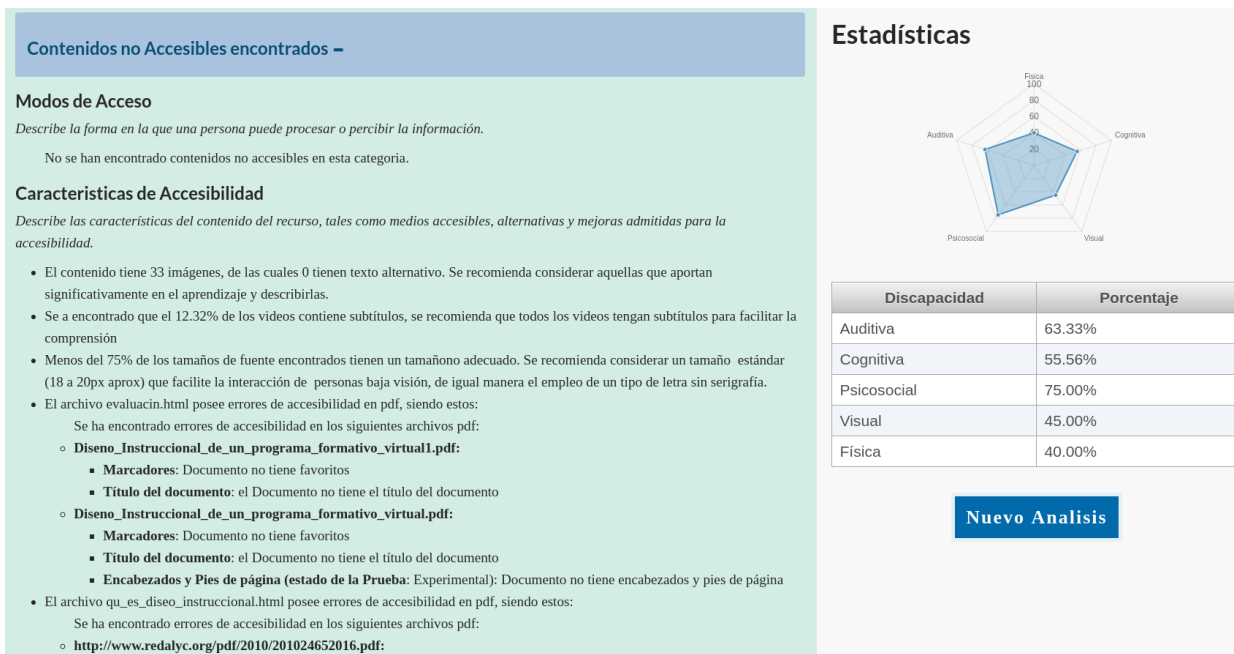 Contenidos no Accesibles encontrados –
Modos de Acceso
Describe la forma en la que una persona puede procesar o percibir la información.
No se han encontrado contenidos no accesibles en esta categoria.
Caracteristicas de Accesibilidad
Describe las características del contenido del recurso, tales como medios accesibles, alternativas y mejoras admitidas para la
accesibilidad.
• El contenido tiene 33 imágenes, de las cuales 0 tienen texto alternativo. Se recomienda considerar aquellas que aportan
significativamente en el aprendizaje y describirlas.
• Se a encontrado que el 12.32% de los videos contiene subtítulos, se recomienda que todos los videos tengan subtítulos para facilitar la
comprensión
• Menos del 75% de los tamaños de fuente encontrados tienen un tamañono adecuado. Se recomienda considerar un tamaño estándar
(18 a 20px aprox) que facilite la interacción de personas baja visión, de igual manera el empleo de un tipo de letra sin serigrafía.
• El archivo evaluacin.html posee errores de accesibilidad en pdf, siendo estos:
Se ha encontrado errores de accesibilidad en los siguientes archivos pdf:
◦ Diseno_Instruccional_de_un_programa_formativo_virtual1.pdf:
▪ Marcadores: Documento no tiene favoritos
▪ Título del documento: el Documento no tiene el título del documento
◦ Diseno_Instruccional_de_un_programa_formativo_virtual.pdf:
▪ Marcadores: Documento no tiene favoritos
▪ Título del documento: el Documento no tiene el título del documento
▪ Encabezados y Pies de página (estado de la Prueba: Experimental): Documento no tiene encabezados y pies de página
• El archivo qu_es_diseo_instruccional.html posee errores de accesibilidad en pdf, siendo estos:
Se ha encontrado errores de accesibilidad en los siguientes archivos pdf:
◦ http://www.redalyc.org/pdf/2010/201024652016.pdf:
Estadísticas
Fisica
100
80
60
40
20
Auditiva
Cognitiva
Psicosocial
Visual
Discapacidad Porcentaje
Auditiva 63.33%
Cognitiva 55.56%
Psicosocial 75.00%
Visual 45.00%
Física 40.00%
Nuevo Analisis